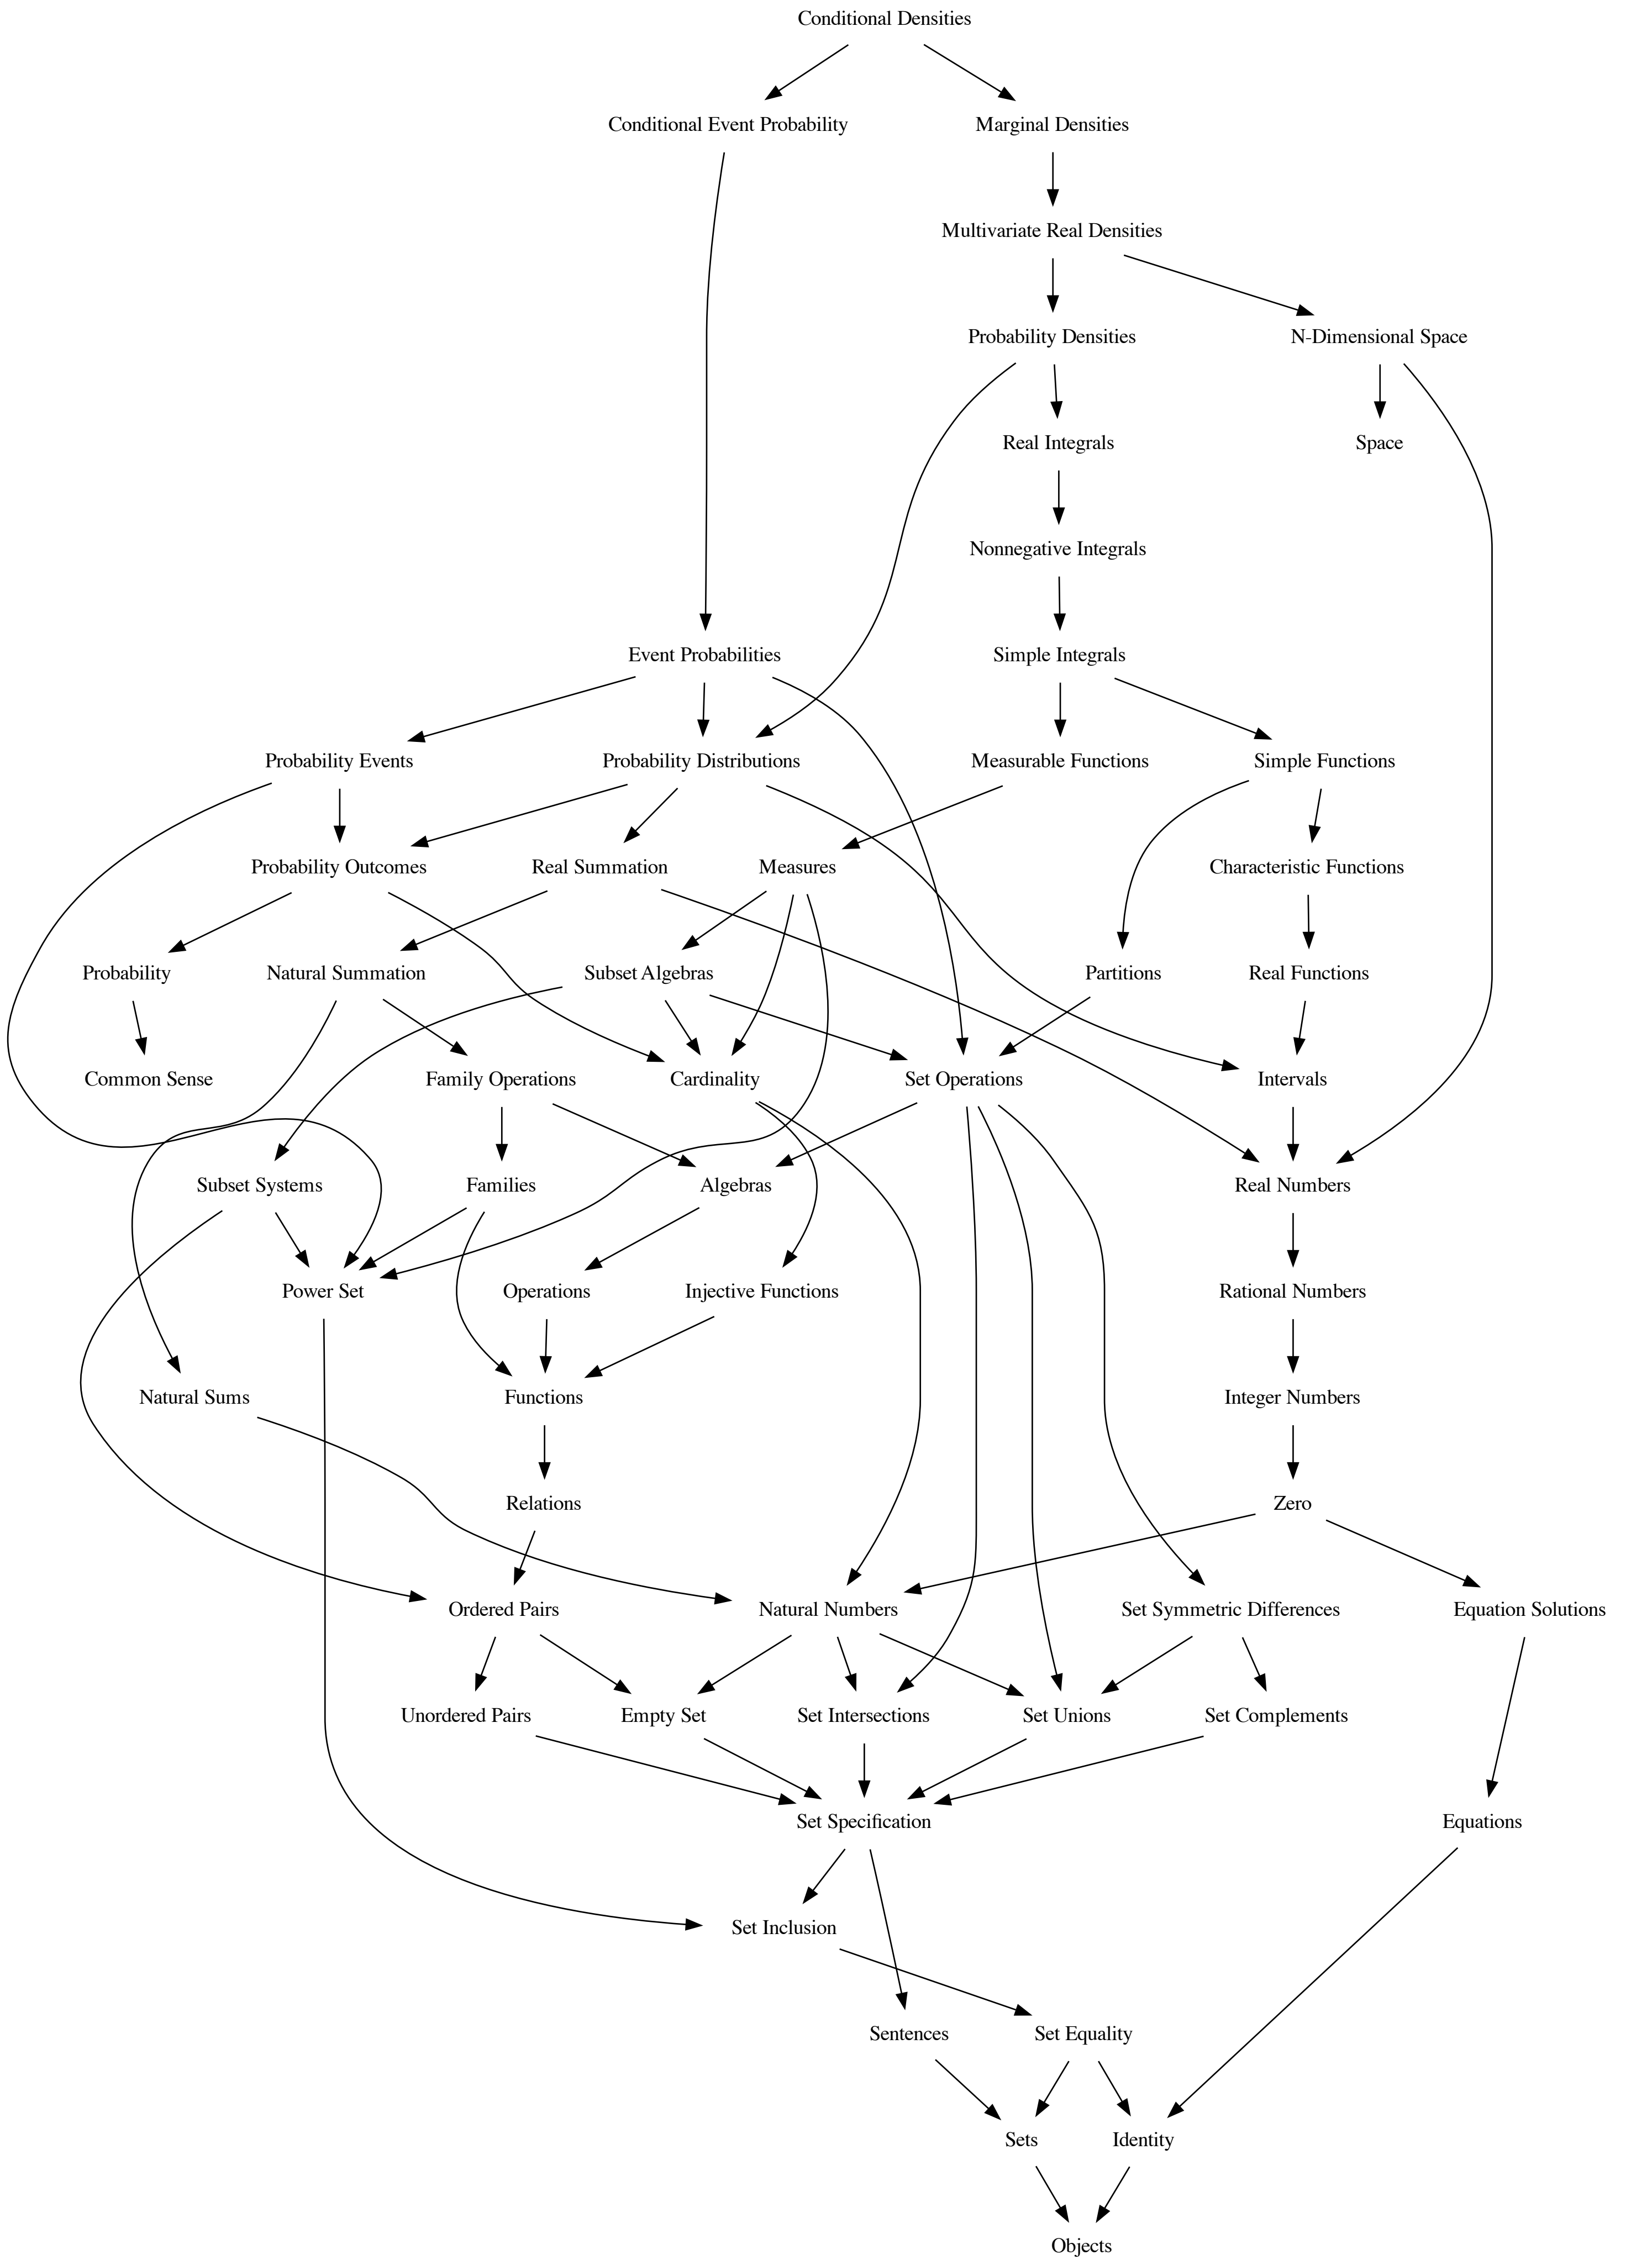 Conditional Densities
Conditional Event Probability
Marginal Densities
Multivariate Real Densities
Probability Densities
N-Dimensional Space
Real Integrals
Space
Nonnegative Integrals
Event Probabilities
Simple Integrals
Probability Events
Probability Distributions
Measurable Functions
Simple Functions
Probability Outcomes
Real Summation
Measures
Characteristic Functions
Probability
Natural Summation
Subset Algebras
Partitions
Real Functions
Common Sense
Family Operations
Cardinality
Set Operations
Intervals
Subset Systems
Families
Algebras
Real Numbers
Power Set
Operations
Injective Functions
Rational Numbers
Natural Sums
Functions
Integer Numbers
Relations
Zero
Ordered Pairs
Natural Numbers
Set Symmetric Differences
Equation Solutions
Unordered Pairs
Empty Set
Set Intersections
Set Unions
Set Complements
Set Specification
Equations
Set Inclusion
Sentences
Set Equality
Sets
Identity
Objects